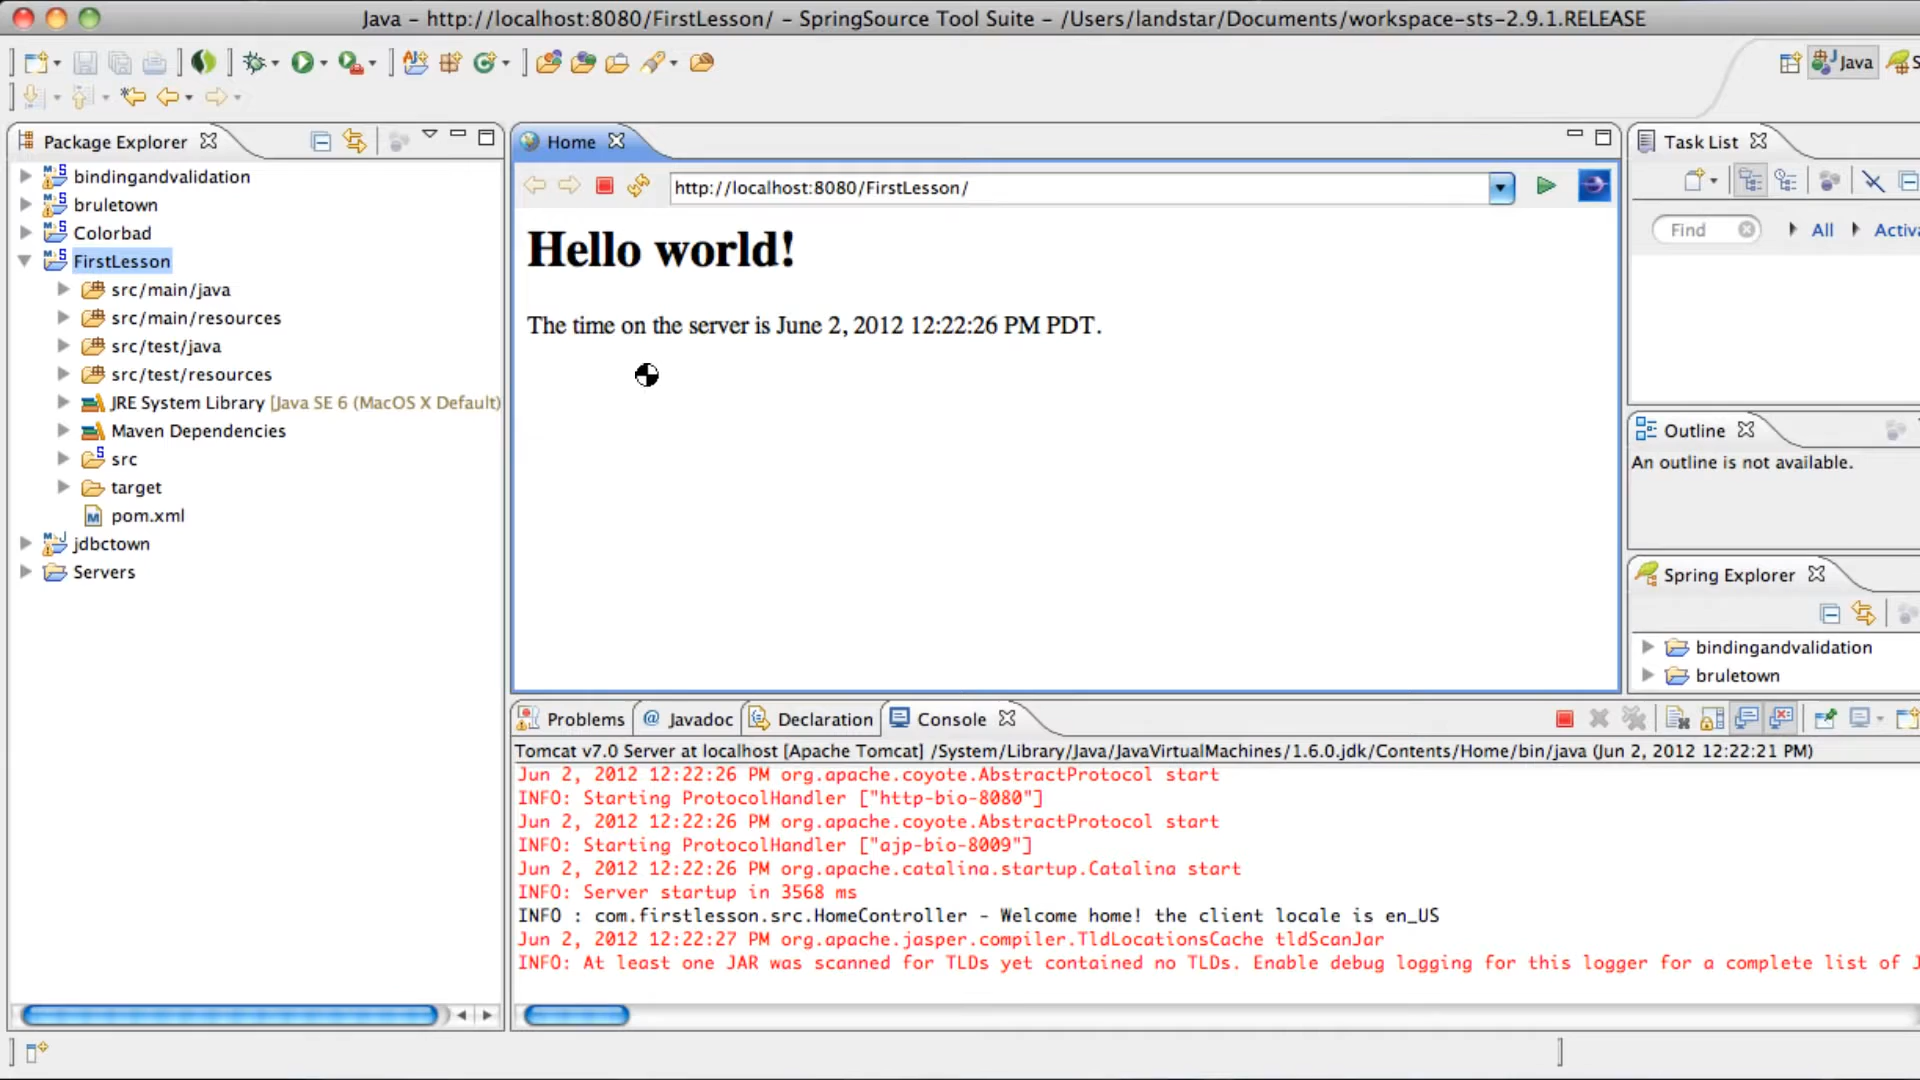 Java – http://localhost:8080/FirstLesson/ – SpringSource Tool Suite – /Users/landstar/Documents/workspace-sts-2.9.1.RELEASE
Java
Package Explorer
bindingandvalidation
bruletown
Colorbad
FirstLesson
src/main/java
src/main/resources
src/test/java
src/test/resources
JRE System Library [Java SE 6 (MacOS X Default)
Maven Dependencies
src
target
pom.xml
jdbctown
Servers
Home
http://localhost:8080/FirstLesson/
Hello world!
The time on the server is June 2, 2012 12:22:26 PM PDT.
Task List
Find
All
Activa
Outline
An outline is not available.
Spring Explorer
bindingandvalidation
bruletown
Problems
Javadoc
Declaration
Console
Tomcat v7.0 Server at localhost [Apache Tomcat] /System/Library/Java/JavaVirtualMachines/1.6.0.jdk/Contents/Home/bin/java (Jun 2, 2012 12:22:21 PM)
Jun 2, 2012 12:22:26 PM org.apache.coyote.AbstractProtocol start
INFO: Starting ProtocolHandler ["http-bio-8080"]
Jun 2, 2012 12:22:26 PM org.apache.coyote.AbstractProtocol start
INFO: Starting ProtocolHandler ["ajp-bio-8009"]
Jun 2, 2012 12:22:26 PM org.apache.catalina.startup.Catalina start
INFO: Server startup in 3568 ms
INFO : com.firstlesson.src.HomeController - Welcome home! the client locale is en_US
Jun 2, 2012 12:22:27 PM org.apache.jasper.compiler.TldLocationsCache tldScanJar
INFO: At least one JAR was scanned for TLDs yet contained no TLDs. Enable debug logging for this logger for a complete list of J